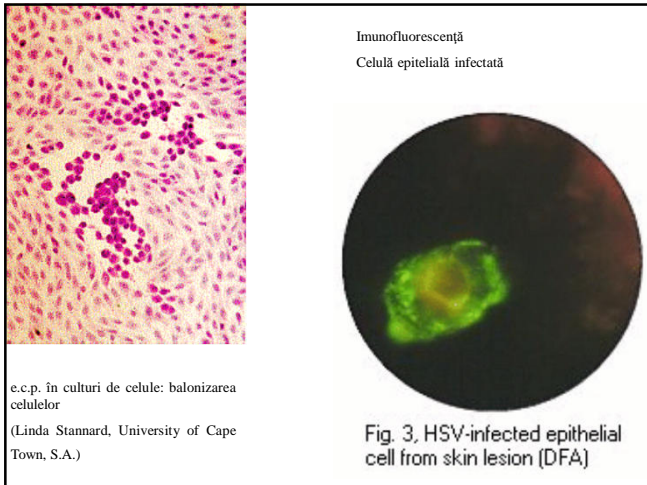 Imunofluorescență
Celulă epitelială infectată
e.c.p. în culturi de celule: balonizarea
celulelor
(Linda Stannard, University of Cape
Town, S.A.)
Fig. 3, HSV-infected epithelial
cell from skin lesion (DFA)